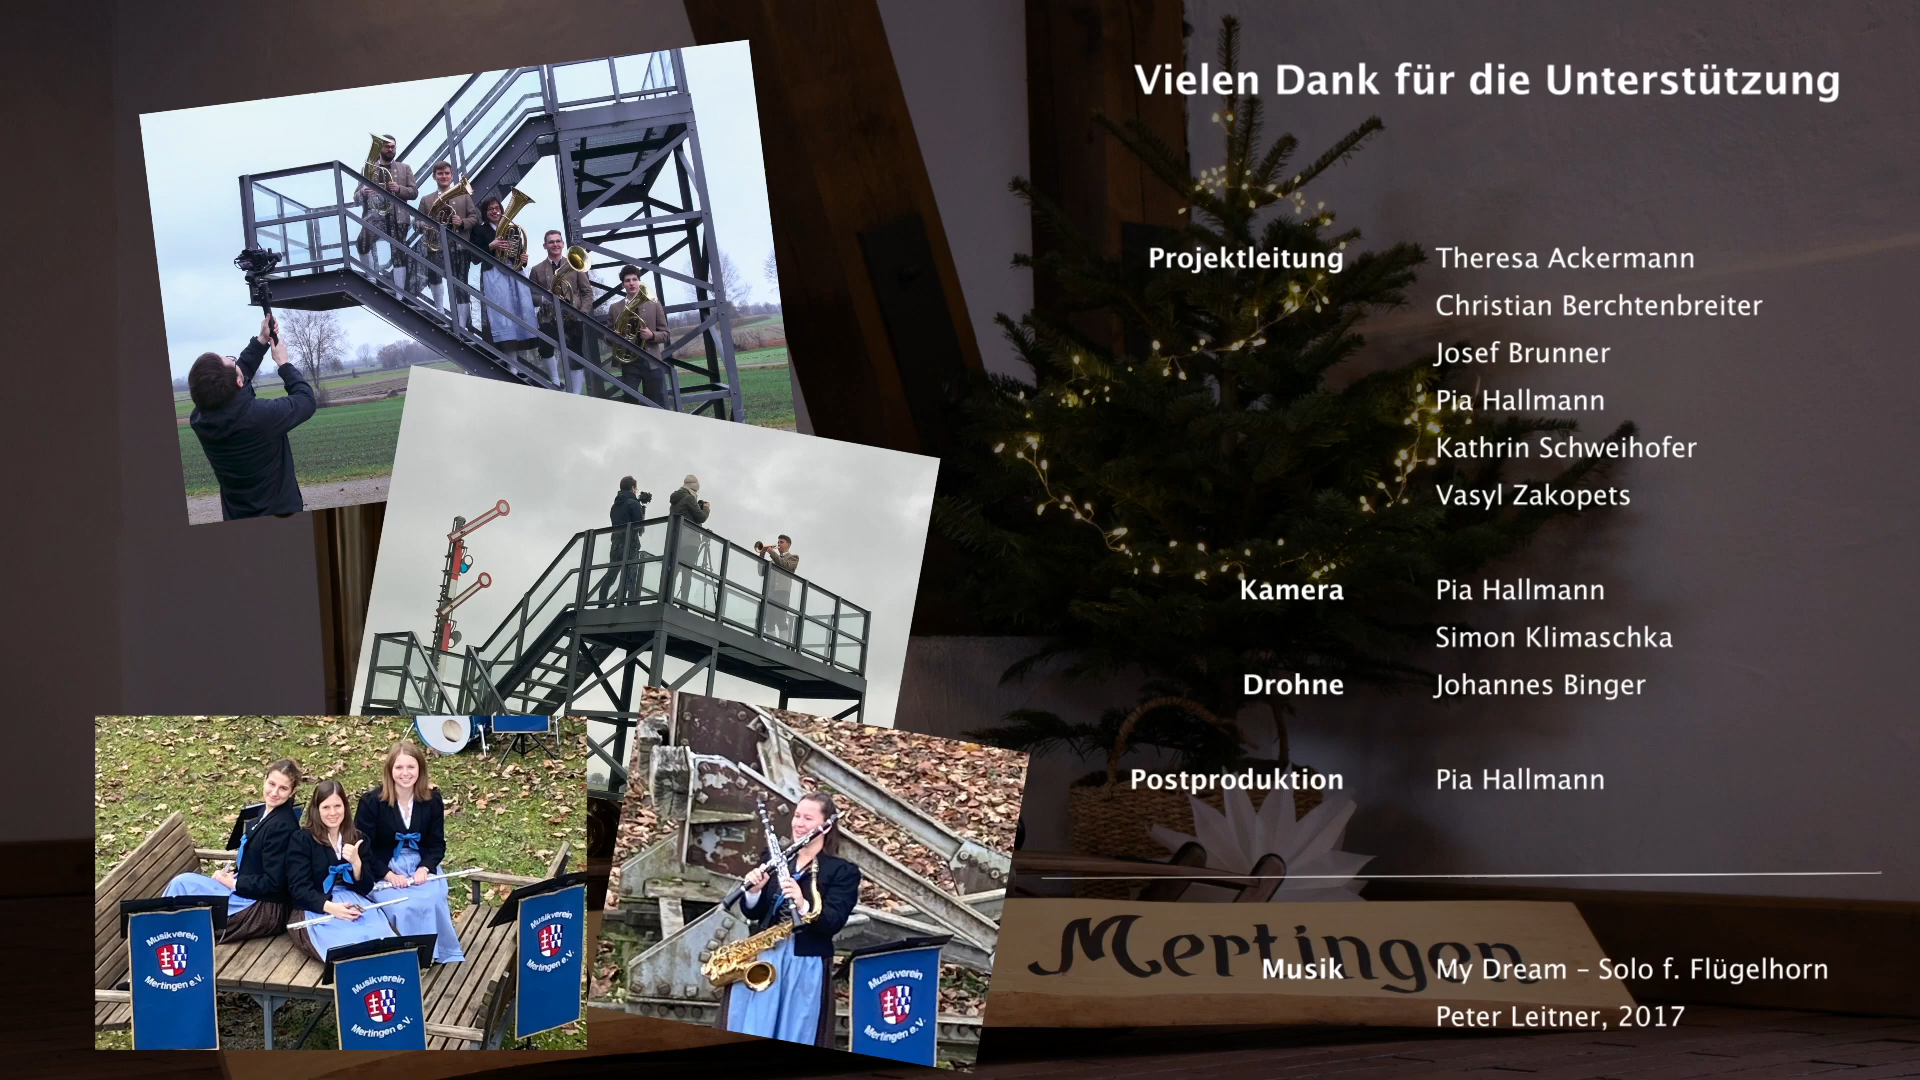 Vielen Dank für die Unterstützung
Projektleitung Theresa Ackermann
Christian Berchtenbreiter
Josef Brunner
Pia Hallmann
Kathrin Schweihofer
Vasyl Zakopets
Kamera Pia Hallmann
Simon Klimaschka
Drohne Johannes Binger
Postproduktion Pia Hallmann
Mertingen
Musik My Dream – Solo f. Flügelhorn
Peter Leitner, 2017
Musikverein
Mertingen e.V.
Musikverein
Mertingen e.V.
Musikverein
Mertingen e.V.
Musikverein
Mertingen e.V.